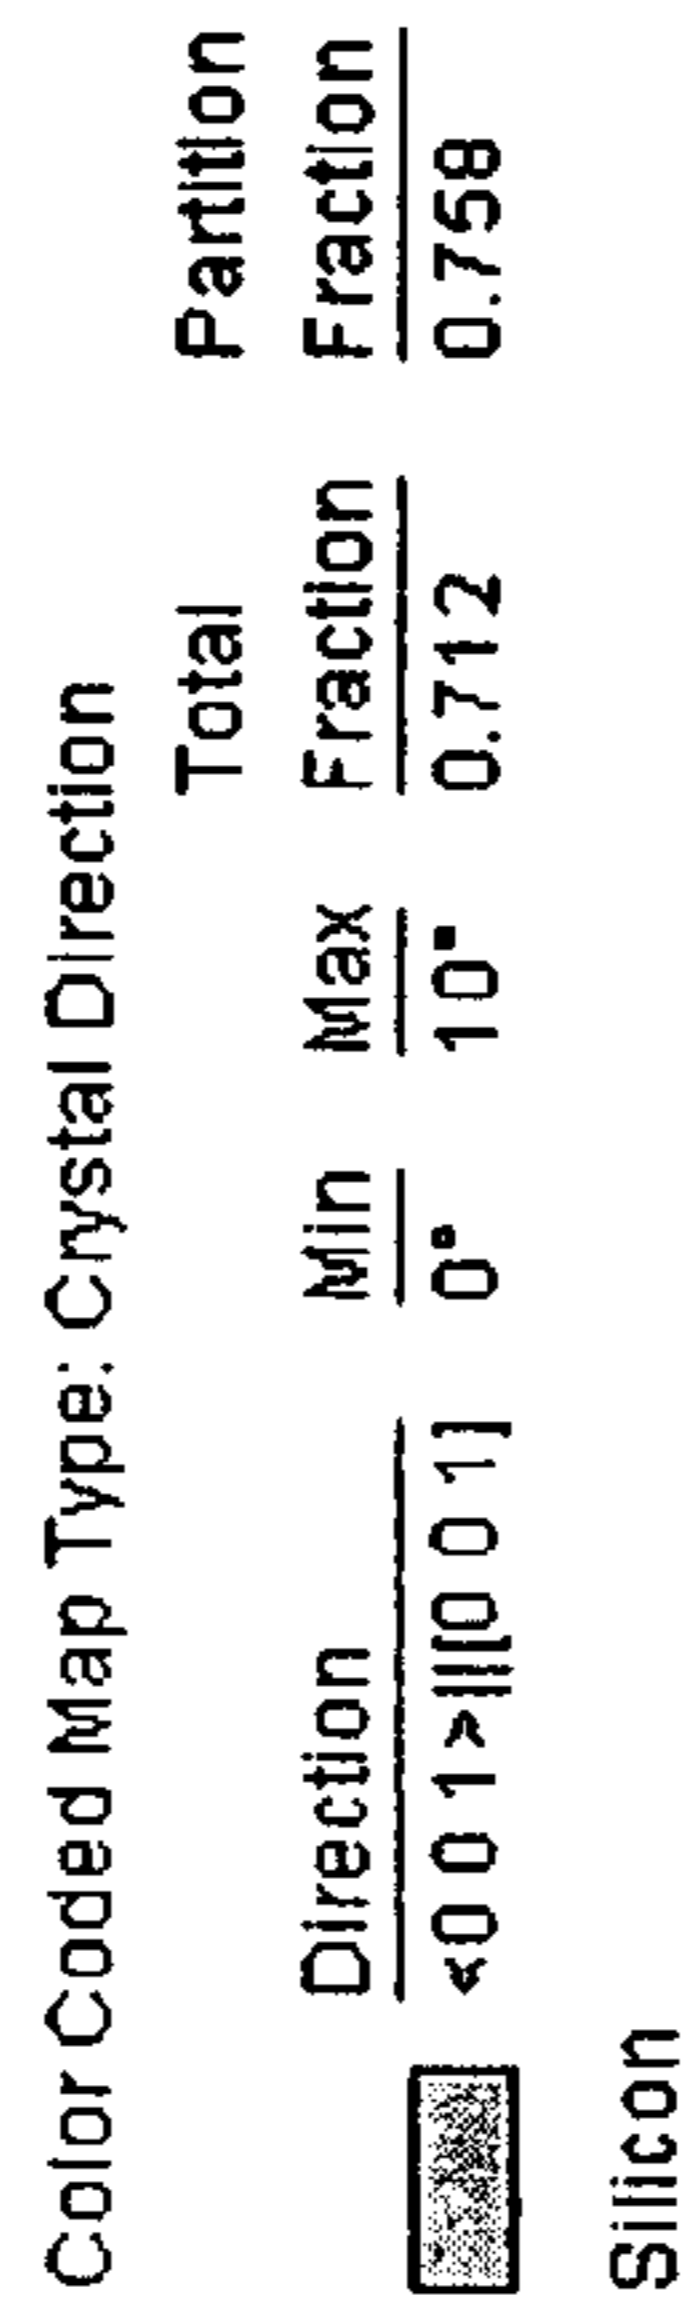 Color Coded Map Type: Crystal Direction
Total Partition
Direction Min Max Fraction Fraction
<0 0 1>||[0 0 1] 0° 10° 0.712 0.758
Silicon